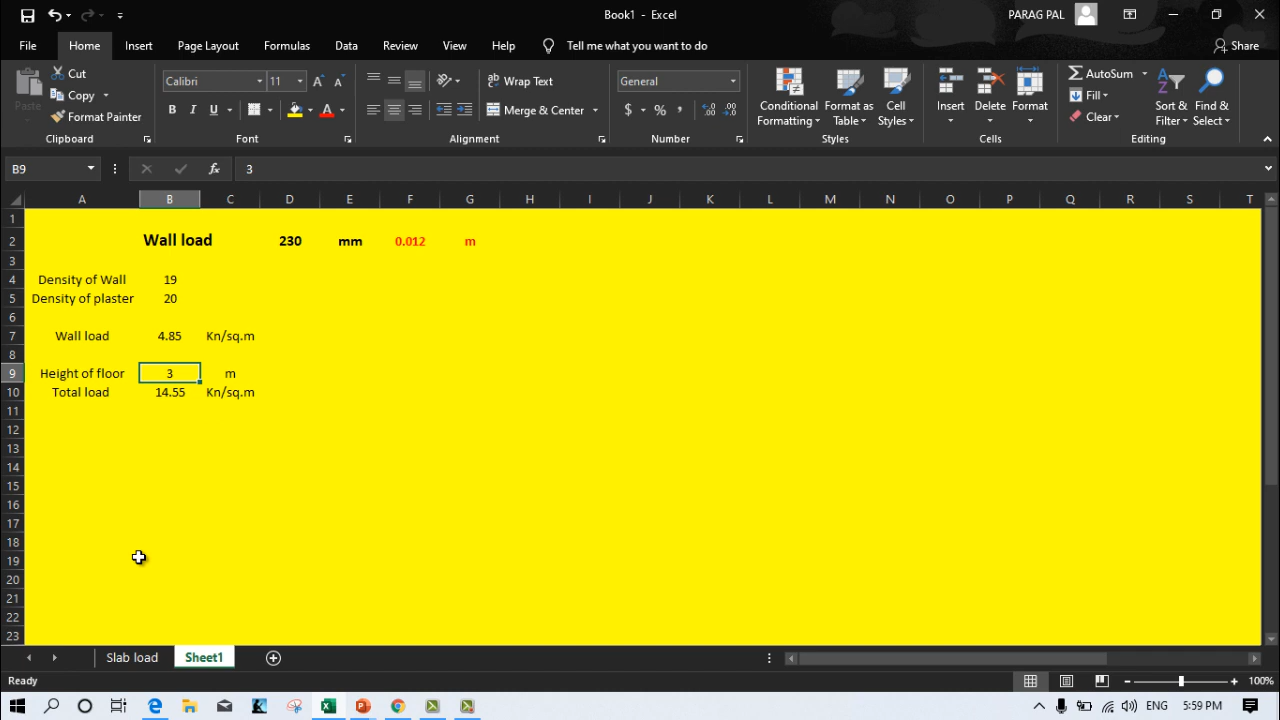 Book1 - Excel
PARAG PAL
File Home Insert Page Layout Formulas Data Review View Help Tell me what you want to do Share
Paste
Cut
Copy
Format Painter
Clipboard
Calibri 11
B I U
Font
Wrap Text
Merge & Center
Alignment
General
$ % ,
Number
Conditional Formatting
Format as Table
Cell Styles
Styles
Insert
Delete
Format
Cells
AutoSum
Fill
Clear
Sort & Filter
Find & Select
Editing
B9 fx 3
A B C D E F G H I J K L M N O P Q R S T
1
2 Wall load 230 mm 0.012 m
3
4 Density of Wall 19
5 Density of plaster 20
6
7 Wall load 4.85 Kn/sq.m
8
9 Height of floor 3 m
10 Total load 14.55 Kn/sq.m
11
12
13
14
15
16
17
18
19
20
21
22
23
Slab load Sheet1
Ready 100%
ENG 5:59 PM